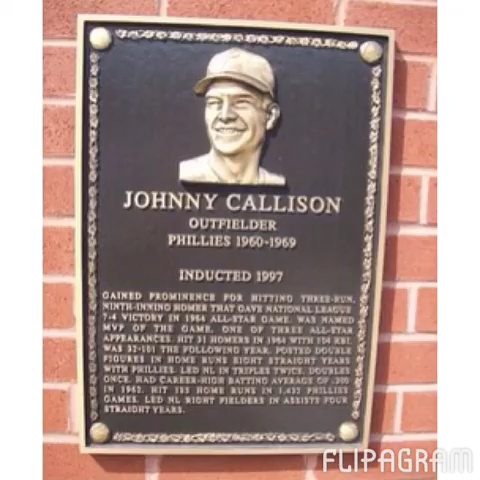 JOHNNY CALLISON
OUTFIELDER
PHILLIES 1960-1969
INDUCTED 1997
GAINED PROMINENCE FOR HITTING THREE-RUN,
NINTH-INNING HOMER THAT GAVE NATIONAL LEAGUE
7-4 VICTORY IN 1964 ALL-STAR GAME. WAS NAMED
MVP OF THE GAME, ONE OF THREE ALL-STAR
APPEARANCES. HIT 31 HOMERS IN 1964 WITH 104 RBI.
WAS 32-101 THE FOLLOWING YEAR. POSTED DOUBLE
FIGURES IN HOME RUNS EIGHT STRAIGHT YEARS
WITH PHILLIES. LED NL IN TRIPLES TWICE, DOUBLES
ONCE. HAD CAREER-HIGH BATTING AVERAGE OF .300
IN 1962. HIT 185 HOME RUNS IN 1,432 PHILLIES
GAMES. LED NL RIGHT FIELDERS IN ASSISTS FOUR
STRAIGHT YEARS.
FLIPAGRAM